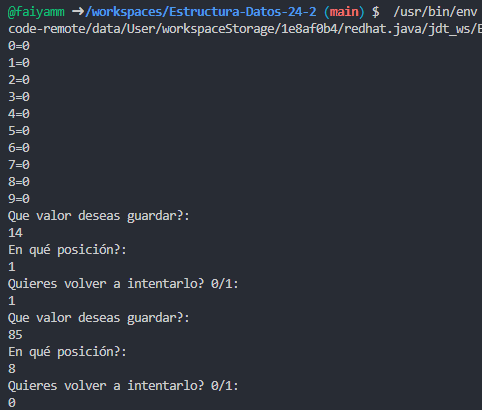 @faiyamm ➜/workspaces/Estructura-Datos-24-2 (main) $ /usr/bin/env
code-remote/data/User/workspaceStorage/1e8af0b4/redhat.java/jdt_ws/E
0=0
1=0
2=0
3=0
4=0
5=0
6=0
7=0
8=0
9=0
Que valor deseas guardar?:
14
En qué posición?:
1
Quieres volver a intentarlo? 0/1:
1
Que valor deseas guardar?:
85
En qué posición?:
8
Quieres volver a intentarlo? 0/1:
0